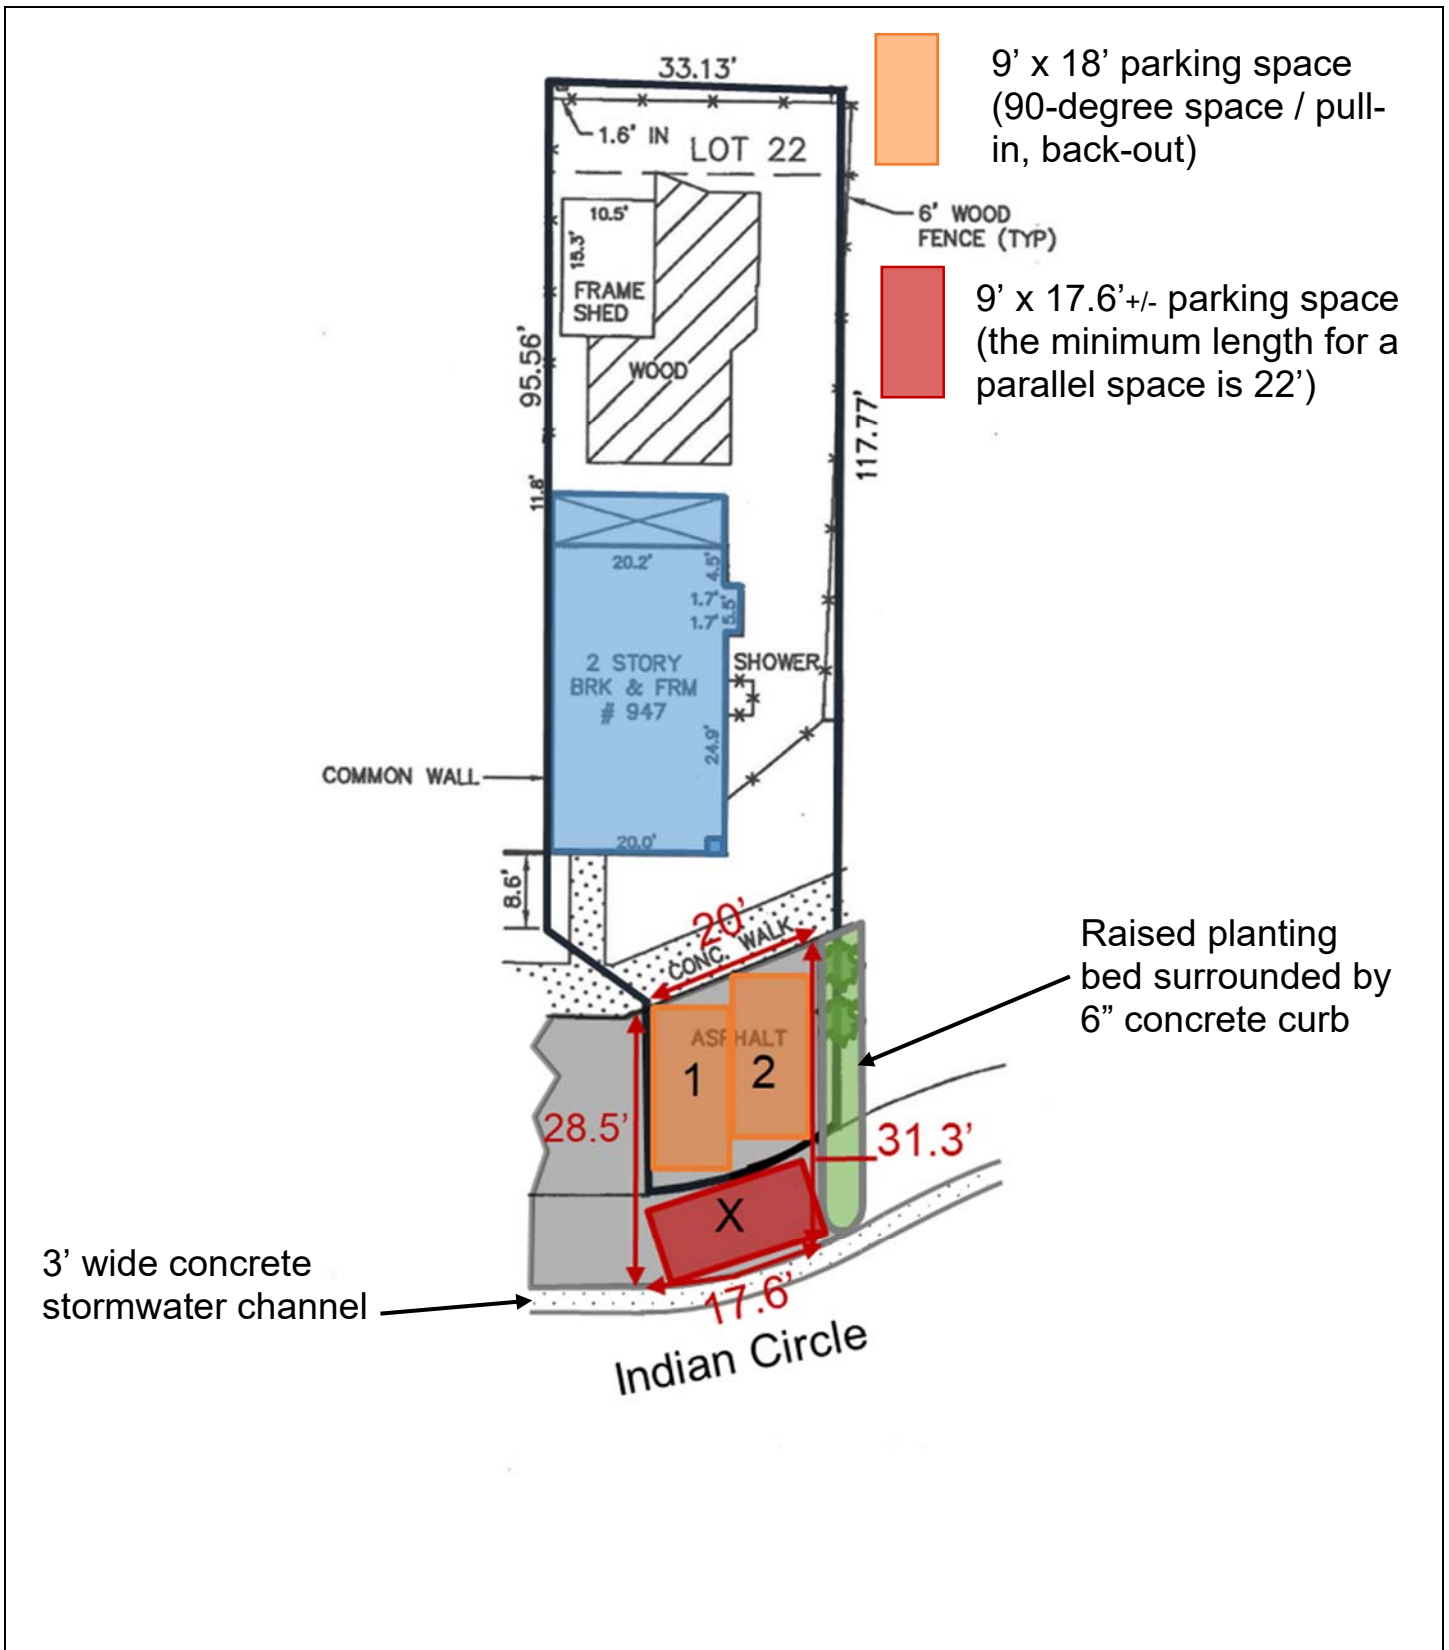 33.13'
1.6' IN
LOT 22
9’ x 18’ parking space
(90-degree space / pull-
in, back-out)
10.5'
15.3'
FRAME
SHED
6' WOOD
FENCE (TYP)
9’ x 17.6’+/- parking space
(the minimum length for a
parallel space is 22’)
95.56'
WOOD
117.77'
11.8'
20.2'
4.5'
1.7'
5.5'
1.7'
2 STORY
BRK & FRM
# 947
SHOWER
24.9'
COMMON WALL
20.0'
8.6'
20’
CONC. WALK
Raised planting
bed surrounded by
6” concrete curb
ASPHALT
1
2
28.5’
31.3’
X
3’ wide concrete
stormwater channel
17.6’
Indian Circle